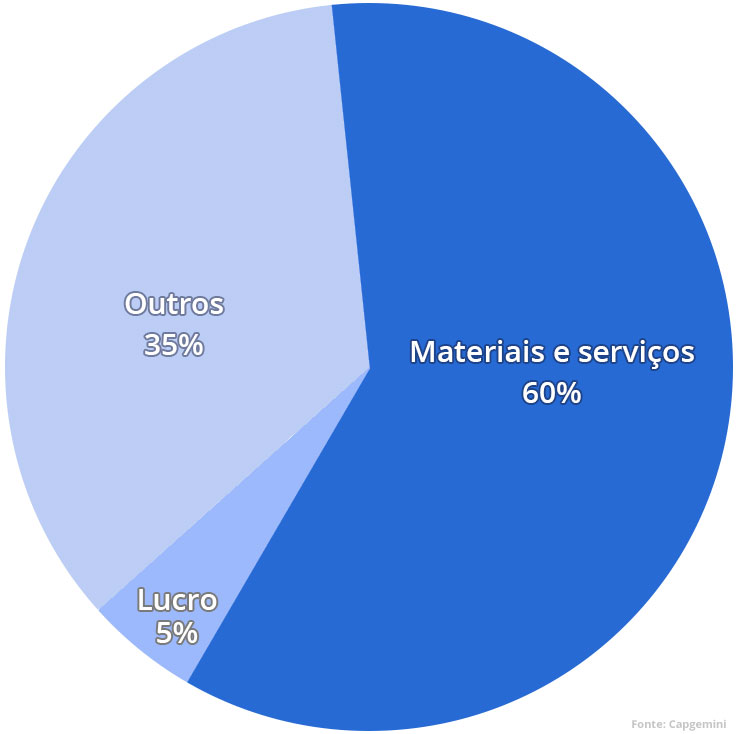 Outros
35%
Materiais e serviços
60%
Lucro
5%
Fonte: Capgemini